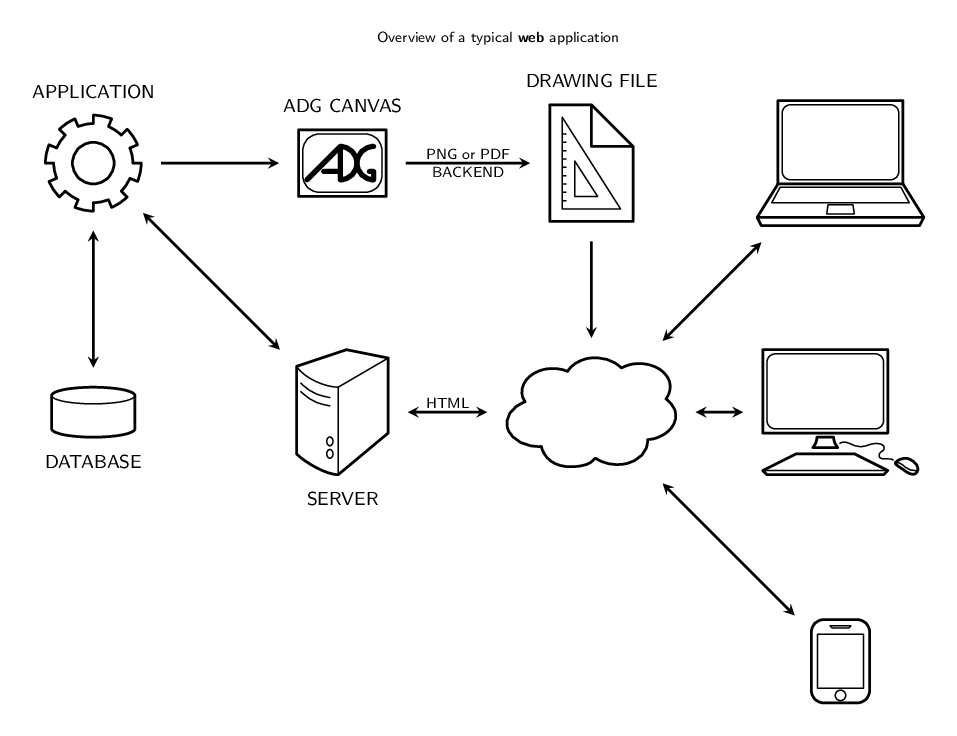 Overview of a typical web application
DRAWING FILE
APPLICATION
ADG CANVAS
ADG
PNG or PDF
BACKEND
HTML
DATABASE
SERVER